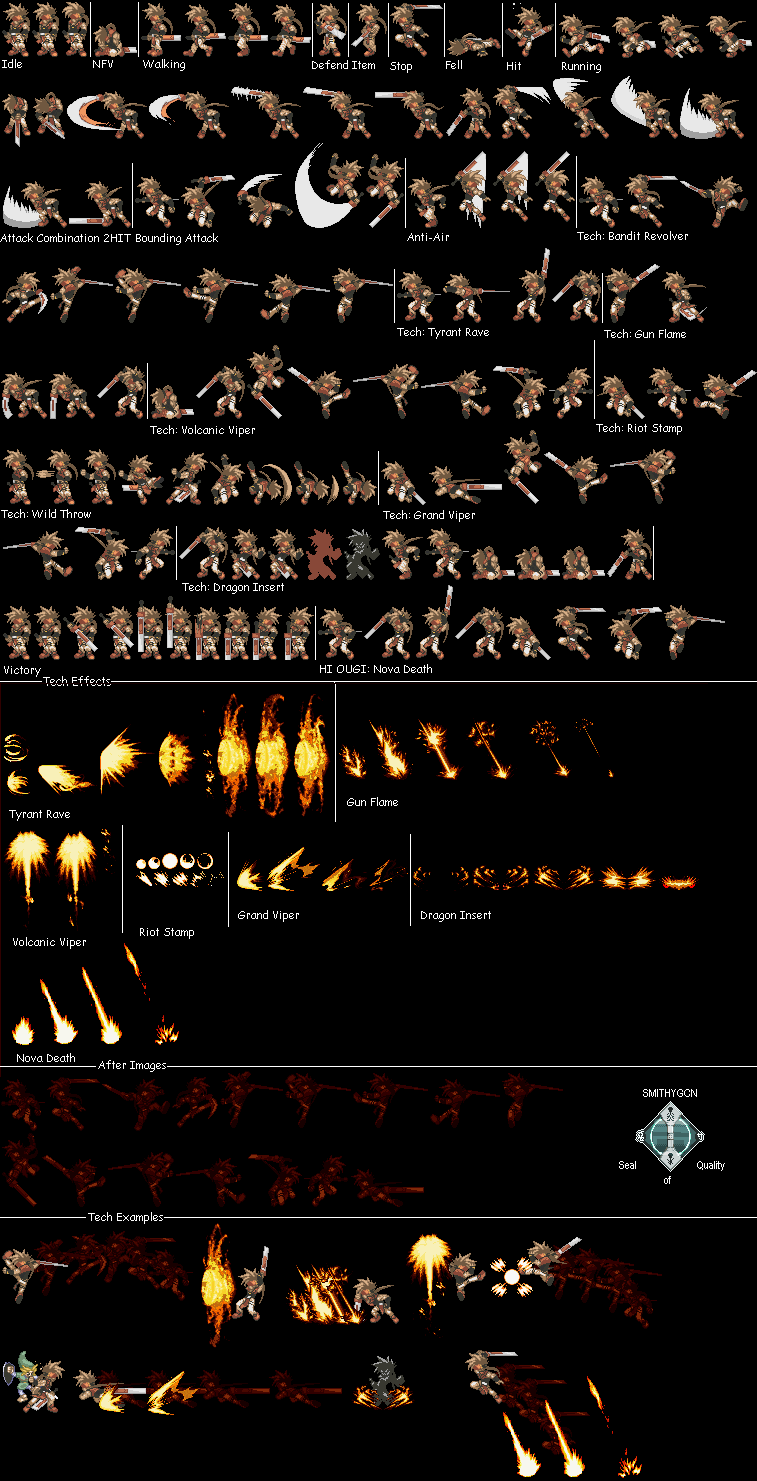 Idle NFV Walking Defend Item Stop Fell Hit Running
Attack Combination 2HIT Bounding Attack Anti-Air Tech: Bandit Revolver
Tech: Tyrant Rave Tech: Gun Flame
Tech: Volcanic Viper Tech: Riot Stamp
Tech: Wild Throw Tech: Grand Viper
Tech: Dragon Insert
Victory HI OUGI: Nova Death
Tech Effects
Tyrant Rave Gun Flame
Volcanic Viper Riot Stamp Grand Viper Dragon Insert
Nova Death
After Images
SMITHYGCN
Seal Quality
of
Tech Examples